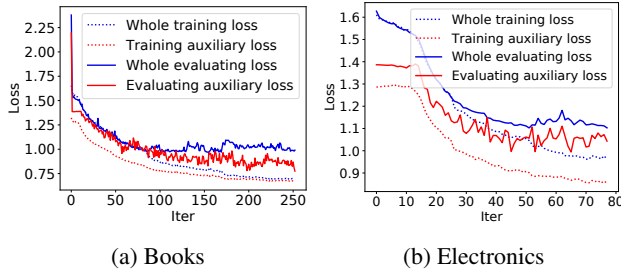 2.25
2.00
1.75
1.50
1.25
1.00
0.75
Loss
Whole training loss
Training auxiliary loss
Whole evaluating loss
Evaluating auxiliary loss
0 50 100 150 200 250
Iter
(a) Books
1.6
1.5
1.4
1.3
1.2
1.1
1.0
0.9
Loss
Whole training loss
Training auxiliary loss
Whole evaluating loss
Evaluating auxiliary loss
0 10 20 30 40 50 60 70 80
Iter
(b) Electronics